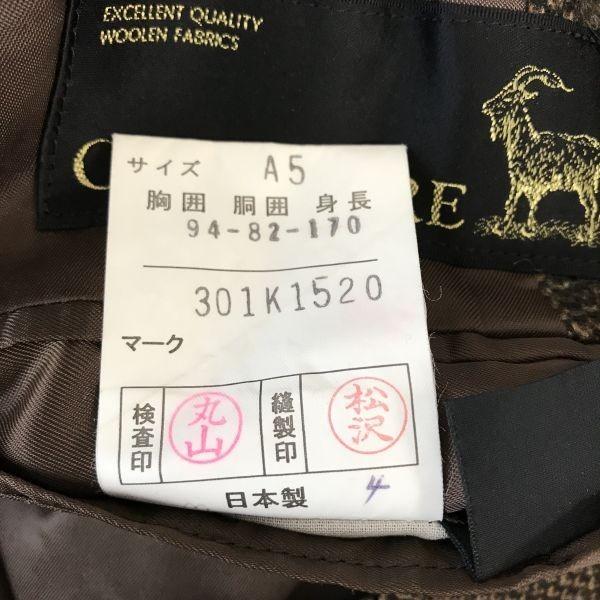 EXCELLENT QUALITY
WOOLEN FABRICS
サイズ A5
胸囲 胴囲 身長
94-82-170
301K1520
マーク
検査印 丸山 縫製印 松沢
日本製 4